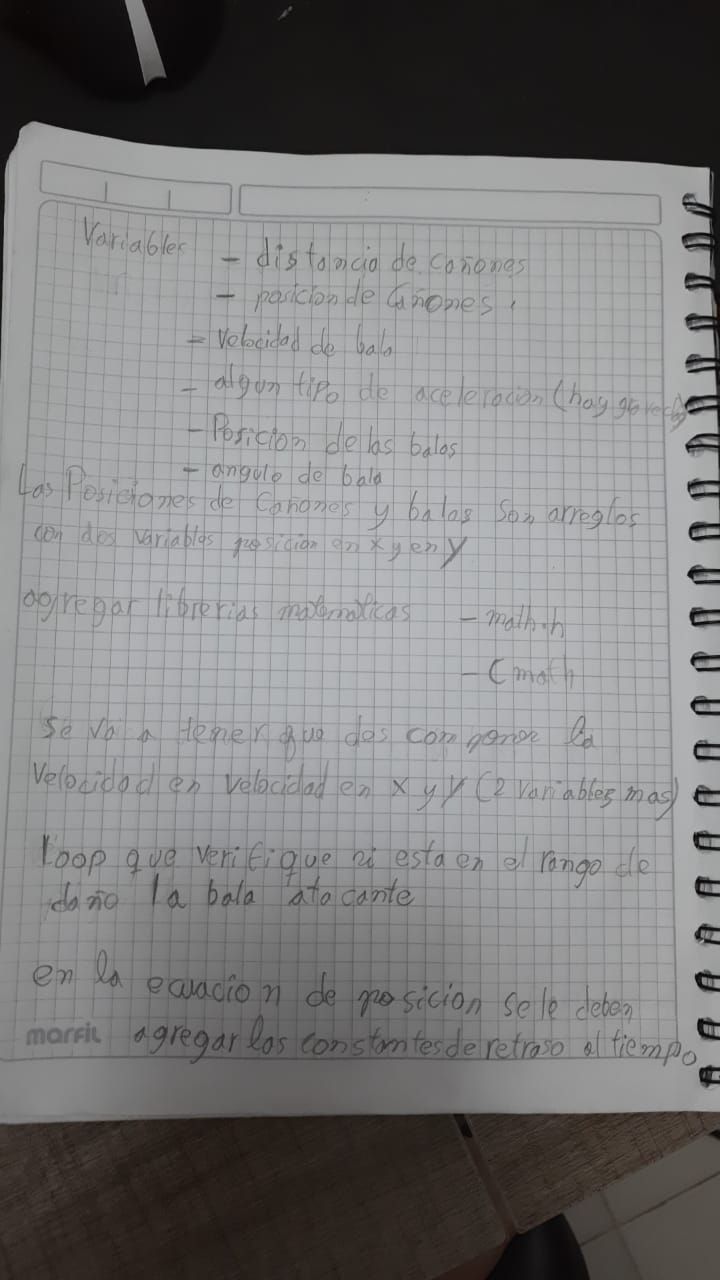 Variables - distancia de cañones
- posicion de Cañones
- Velocidad de bala
- algun tipo de aceleracion (hay
- Posicion de las balas
- angulo de bala
Las Posiciones de Cañones y balas Son arreglos
con dos variables posicion en x y en y
agregar librerias matematicas - math.h
- Cmath
se va a tener que descomponer la
Velocidad en velocidad en x y y (2 variables mas)
Loop que verifique si esta en el rango de
daño la bala atacante
en la ecuacion de posicion se le deben
marfil agregar las constantes de retraso al tiempo